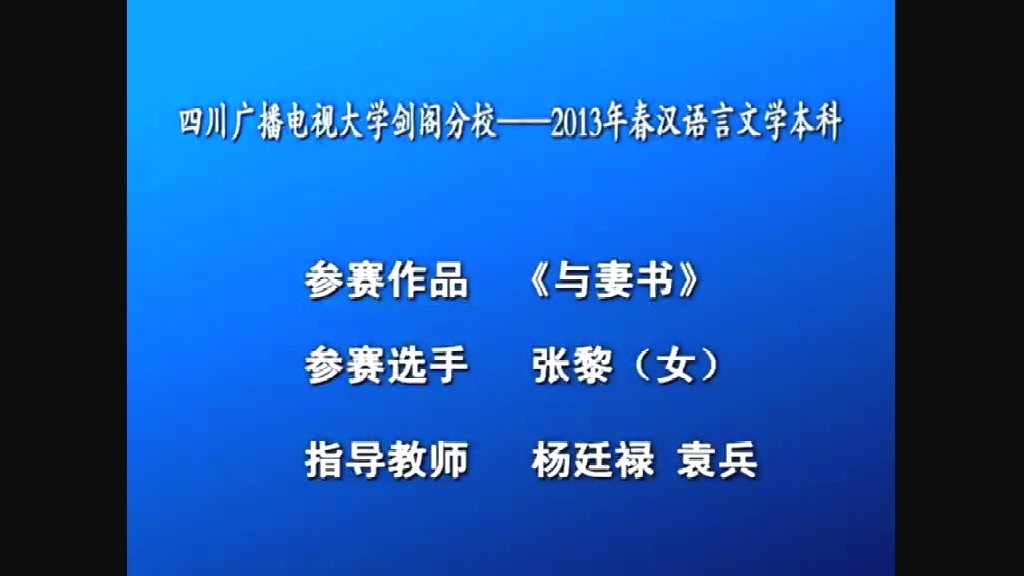 四川广播电视大学剑阁分校——2013年春汉语言文学本科
参赛作品 《与妻书》
参赛选手 张黎（女）
指导教师 杨廷禄 袁兵